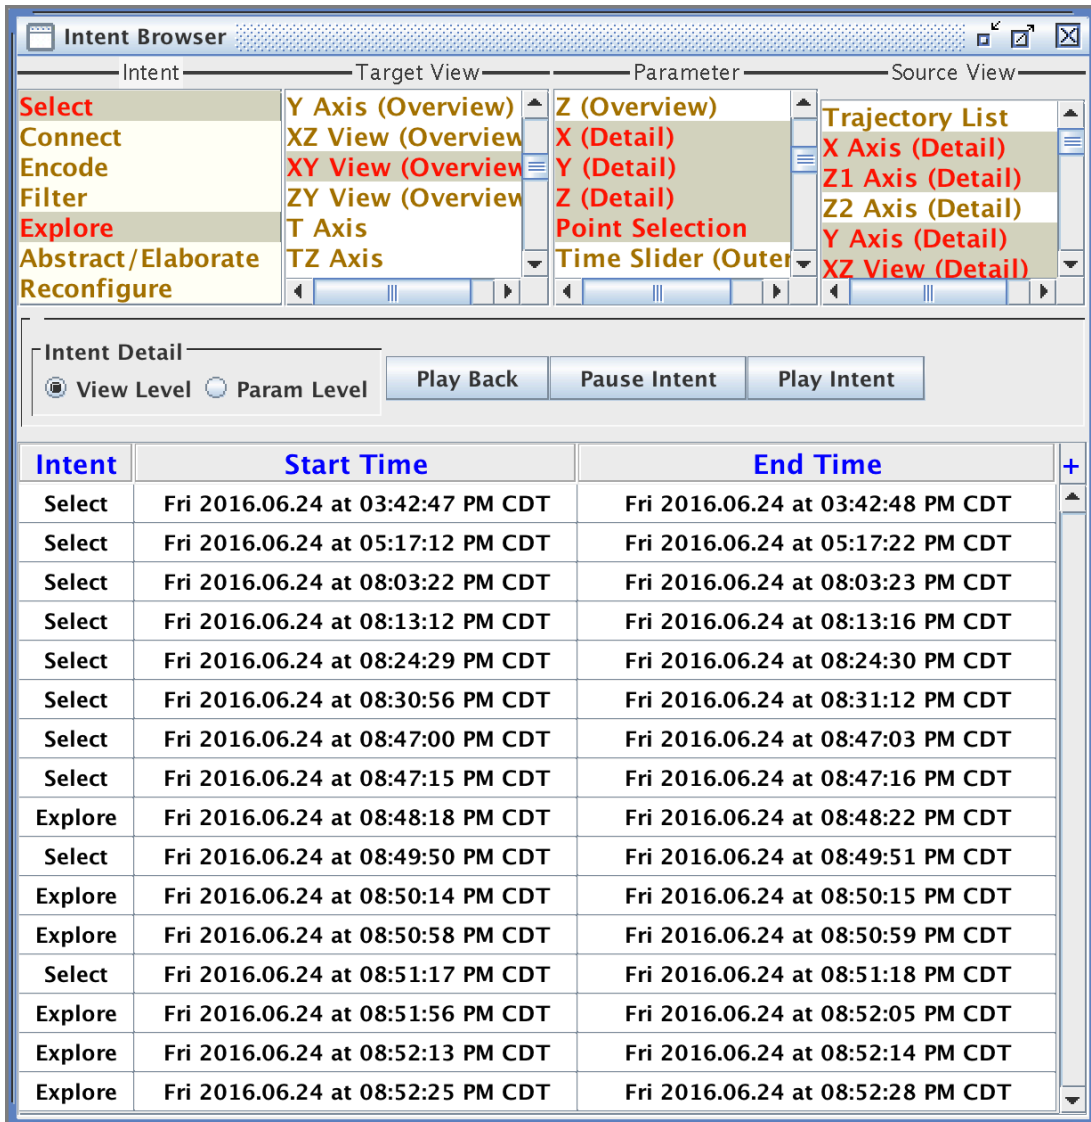 Intent Browser
Intent Target View Parameter Source View
Select
Connect
Encode
Filter
Explore
Abstract/Elaborate
Reconfigure
Y Axis (Overview)
XZ View (Overview
XY View (Overview
ZY View (Overview
T Axis
TZ Axis
Z (Overview)
X (Detail)
Y (Detail)
Z (Detail)
Point Selection
Time Slider (Outer
Trajectory List
X Axis (Detail)
Z1 Axis (Detail)
Z2 Axis (Detail)
Y Axis (Detail)
XZ View (Detail)
Intent Detail
View Level Param Level Play Back Pause Intent Play Intent
Intent Start Time End Time +
Select Fri 2016.06.24 at 03:42:47 PM CDT Fri 2016.06.24 at 03:42:48 PM CDT
Select Fri 2016.06.24 at 05:17:12 PM CDT Fri 2016.06.24 at 05:17:22 PM CDT
Select Fri 2016.06.24 at 08:03:22 PM CDT Fri 2016.06.24 at 08:03:23 PM CDT
Select Fri 2016.06.24 at 08:13:12 PM CDT Fri 2016.06.24 at 08:13:16 PM CDT
Select Fri 2016.06.24 at 08:24:29 PM CDT Fri 2016.06.24 at 08:24:30 PM CDT
Select Fri 2016.06.24 at 08:30:56 PM CDT Fri 2016.06.24 at 08:31:12 PM CDT
Select Fri 2016.06.24 at 08:47:00 PM CDT Fri 2016.06.24 at 08:47:03 PM CDT
Select Fri 2016.06.24 at 08:47:15 PM CDT Fri 2016.06.24 at 08:47:16 PM CDT
Explore Fri 2016.06.24 at 08:48:18 PM CDT Fri 2016.06.24 at 08:48:22 PM CDT
Select Fri 2016.06.24 at 08:49:50 PM CDT Fri 2016.06.24 at 08:49:51 PM CDT
Explore Fri 2016.06.24 at 08:50:14 PM CDT Fri 2016.06.24 at 08:50:15 PM CDT
Explore Fri 2016.06.24 at 08:50:58 PM CDT Fri 2016.06.24 at 08:50:59 PM CDT
Select Fri 2016.06.24 at 08:51:17 PM CDT Fri 2016.06.24 at 08:51:18 PM CDT
Explore Fri 2016.06.24 at 08:51:56 PM CDT Fri 2016.06.24 at 08:52:05 PM CDT
Explore Fri 2016.06.24 at 08:52:13 PM CDT Fri 2016.06.24 at 08:52:14 PM CDT
Explore Fri 2016.06.24 at 08:52:25 PM CDT Fri 2016.06.24 at 08:52:28 PM CDT